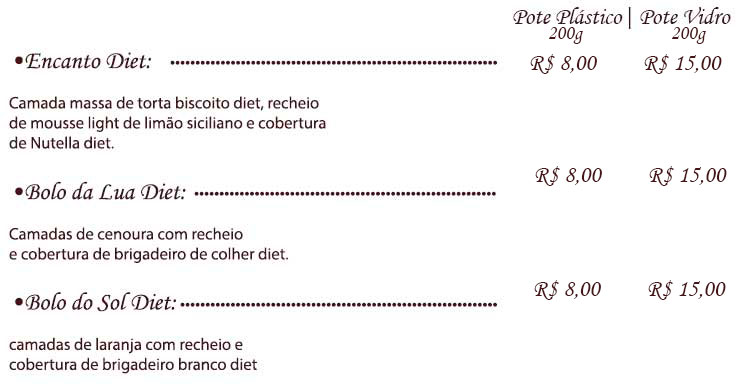 Pote Plástico | Pote Vidro
200g 200g
•Encanto Diet: ................................................................. R$ 8,00 R$ 15,00
Camada massa de torta biscoito diet, recheio
de mousse light de limão siciliano e cobertura
de Nutella diet.
•Bolo da Lua Diet: ............................................................ R$ 8,00 R$ 15,00
Camadas de cenoura com recheio
e cobertura de brigadeiro de colher diet.
•Bolo do Sol Diet: ............................................................... R$ 8,00 R$ 15,00
camadas de laranja com recheio e
cobertura de brigadeiro branco diet